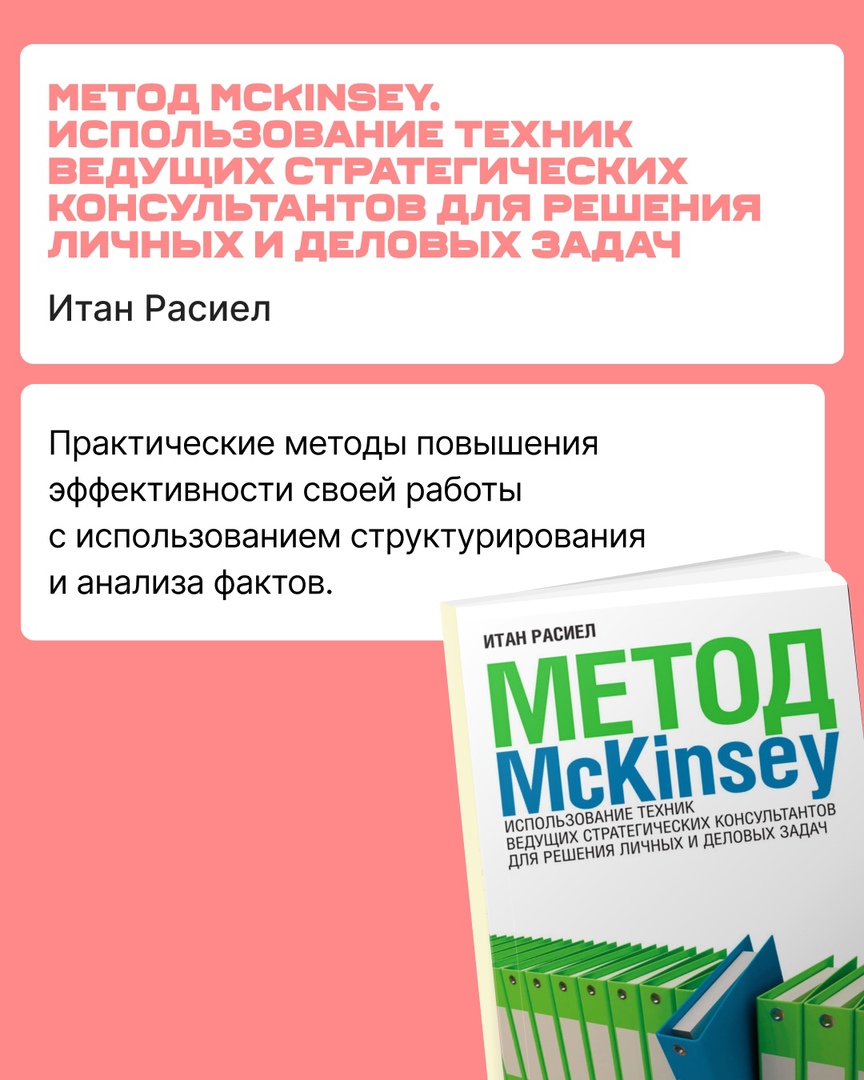 МЕТОД MCKINSEY.
ИСПОЛЬЗОВАНИЕ ТЕХНИК
ВЕДУЩИХ СТРАТЕГИЧЕСКИХ
КОНСУЛЬТАНТОВ ДЛЯ РЕШЕНИЯ
ЛИЧНЫХ И ДЕЛОВЫХ ЗАДАЧ
Итан Расиел
Практические методы повышения
эффективности своей работы
с использованием структурирования
и анализа фактов.
ИТАН РАСИЕЛ
МЕТОД
McKinsey
ИСПОЛЬЗОВАНИЕ ТЕХНИК
ВЕДУЩИХ СТРАТЕГИЧЕСКИХ КОНСУЛЬТАНТОВ
ДЛЯ РЕШЕНИЯ ЛИЧНЫХ И ДЕЛОВЫХ ЗАДАЧ